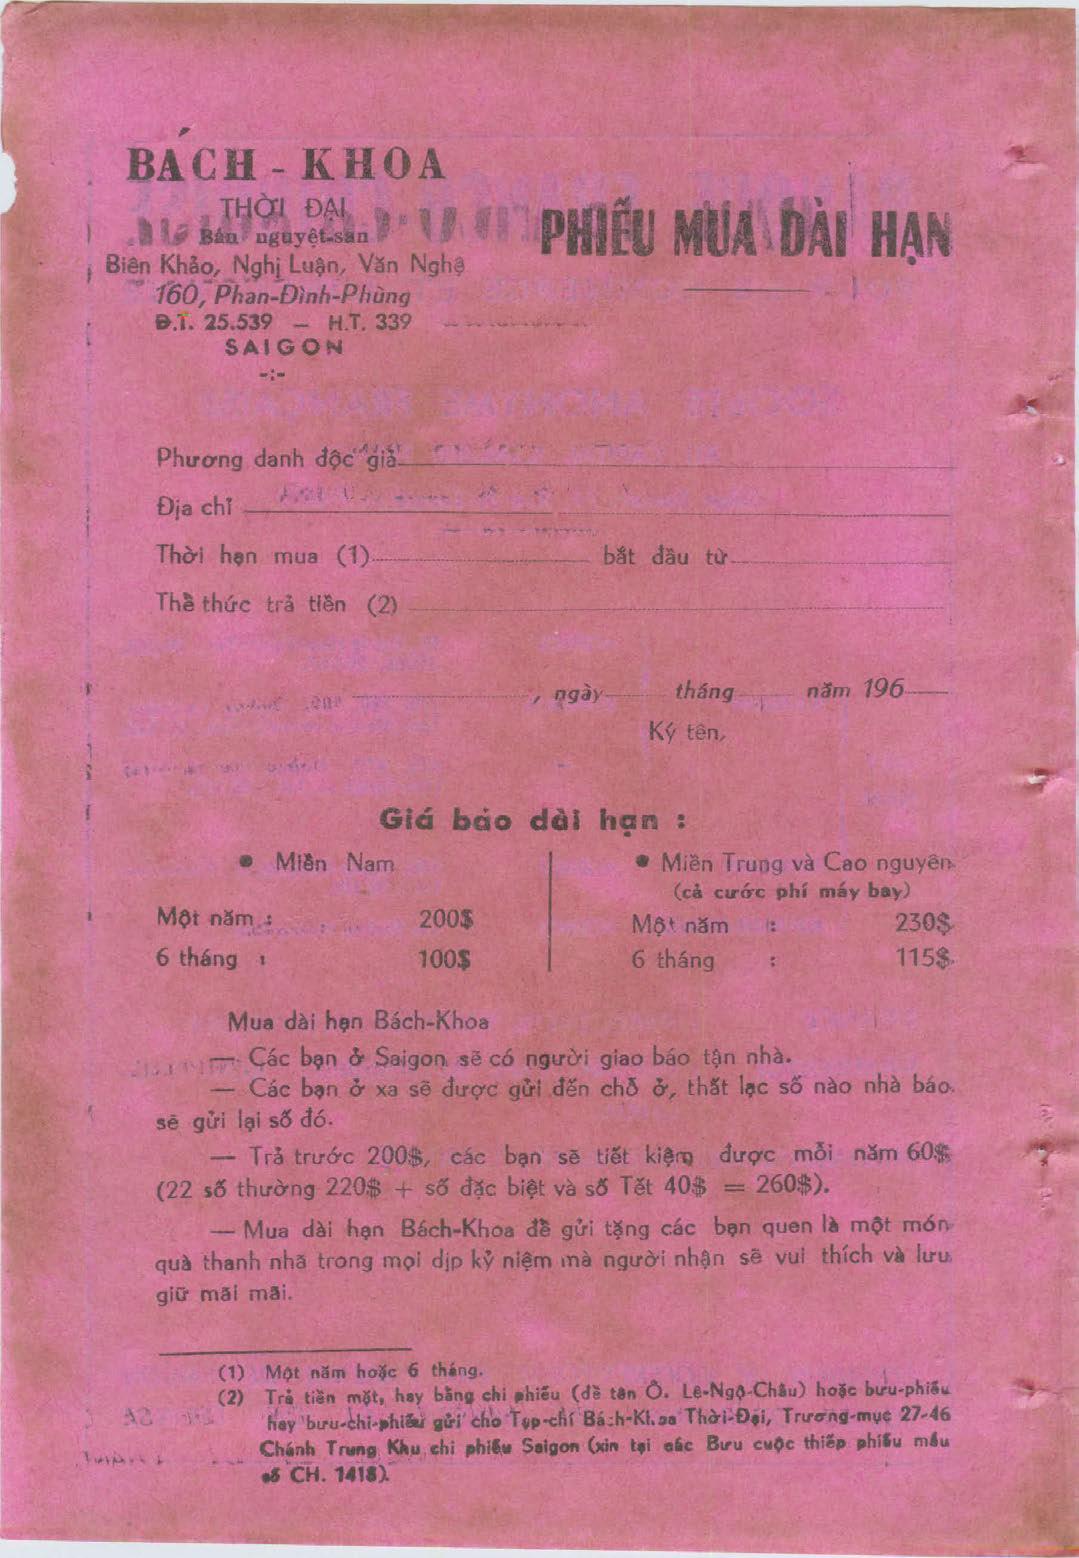 BÁCH - KHOA
THỜI ĐẠI
Bán nguyệt-san
Biên Khảo, Nghị Luận, Văn Nghệ
160, Phan-Đình-Phùng
Đ.T. 25.539 — H.T. 339
SAIGON
-:-
PHIẾU MUA DÀI HẠN
Phương danh độc giả
Địa chỉ
Thời hạn mua (1) bắt đầu từ
Thề thức trả tiền (2)
, ngày tháng năm 196
Ký tên,
Giá báo dài hạn :
• Miền Nam
Một năm : 200$
6 tháng : 100$
• Miền Trung và Cao nguyên
(cả cước phí máy bay)
Một năm : 230$
6 tháng : 115$
Mua dài hạn Bách-Khoa
— Các bạn ở Saigon sẽ có người giao báo tận nhà.
— Các bạn ở xa sẽ được gửi đến chỗ ở, thất lạc số nào nhà báo
sẽ gửi lại số đó.
— Trả trước 200$, các bạn sẽ tiết kiệm được mỗi năm 60$
(22 số thường 220$ + số đặc biệt và số Tết 40$ = 260$).
— Mua dài hạn Bách-Khoa đề gửi tặng các bạn quen là một món
quà thanh nhã trong mọi dịp kỷ niệm mà người nhận sẽ vui thích và lưu
giữ mãi mãi.
(1) Một năm hoặc 6 tháng.
(2) Trả tiền mặt, hay bằng chi phiếu (đề tên Ô. Lê-Ngộ-Châu) hoặc bưu-phiếu
hay bưu-chi-phiếu gửi cho Tạp-chí Bách-Khoa Thời-Đại, Trương-mục 27-46
Chánh Trung Khu chi phiếu Saigon (xin tại các Bưu cuộc thiếp phiếu mẫu
số CH. 1418).